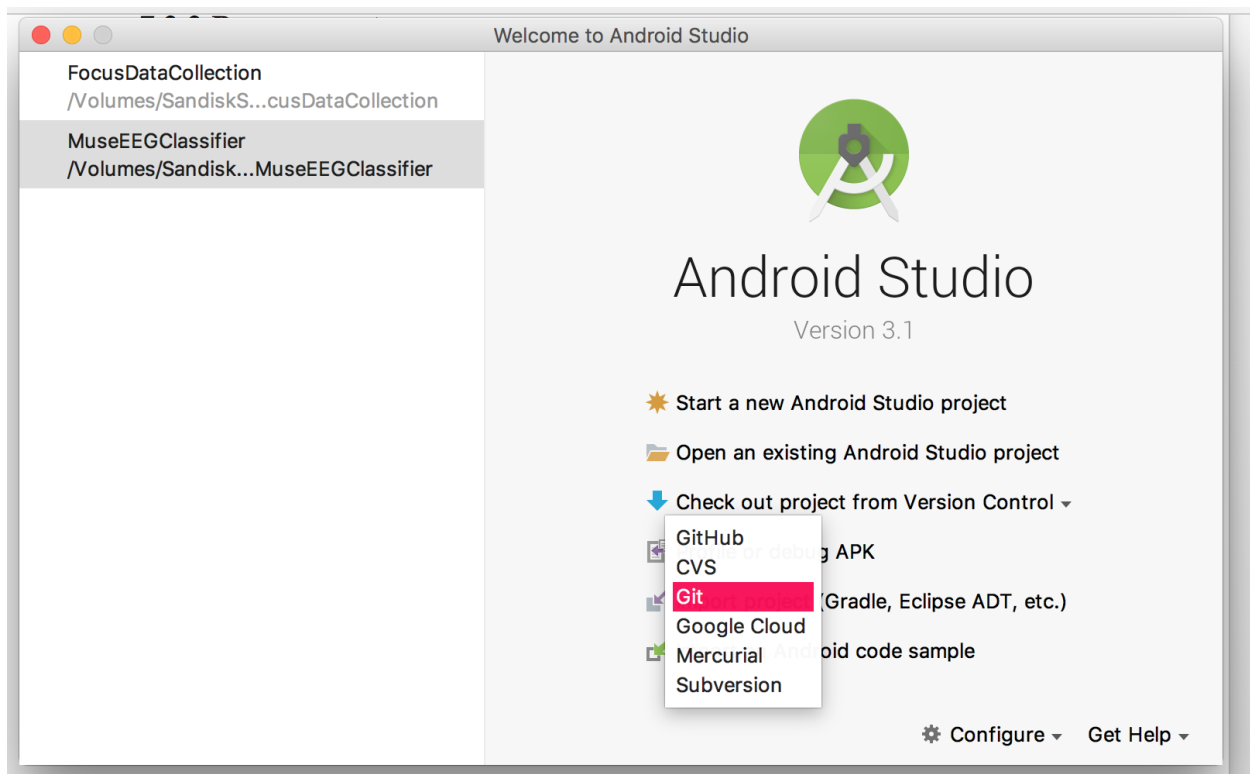 Welcome to Android Studio
FocusDataCollection
/Volumes/SandiskS...cusDataCollection
MuseEEGClassifier
/Volumes/Sandisk...MuseEEGClassifier
Android Studio
Version 3.1
Start a new Android Studio project
Open an existing Android Studio project
Check out project from Version Control
GitHub
APK
CVS
Git
(Gradle, Eclipse ADT, etc.)
Google Cloud
Mercurial
code sample
Subversion
Configure
Get Help